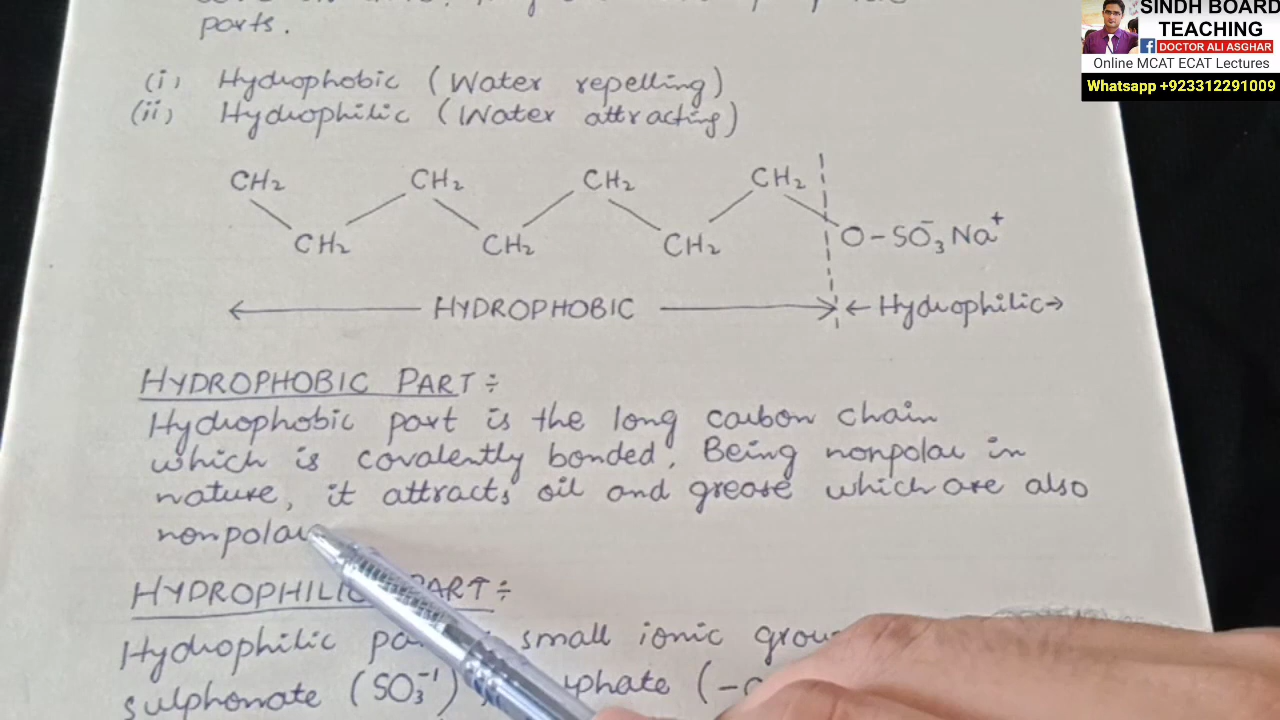 parts.
(i) Hydrophobic (Water repelling)
(ii) Hydrophilic (Water attracting)
CH₂ CH₂ CH₂ CH₂
CH₂ CH₂ CH₂ O-SO₃⁻Na⁺
HYDROPHOBIC Hydrophilic
HYDROPHOBIC PART÷
Hydrophobic part is the long carbon chain
which is covalently bonded. Being nonpolar in
nature, it attracts oil and grease which are also
nonpolar
HYDROPHILIC PART÷
Hydrophilic small ionic
sulphonate (SO₃⁻¹)
SINDH BOARD
TEACHING
DOCTOR ALI ASGHAR
Online MCAT ECAT Lectures
Whatsapp +923312291009